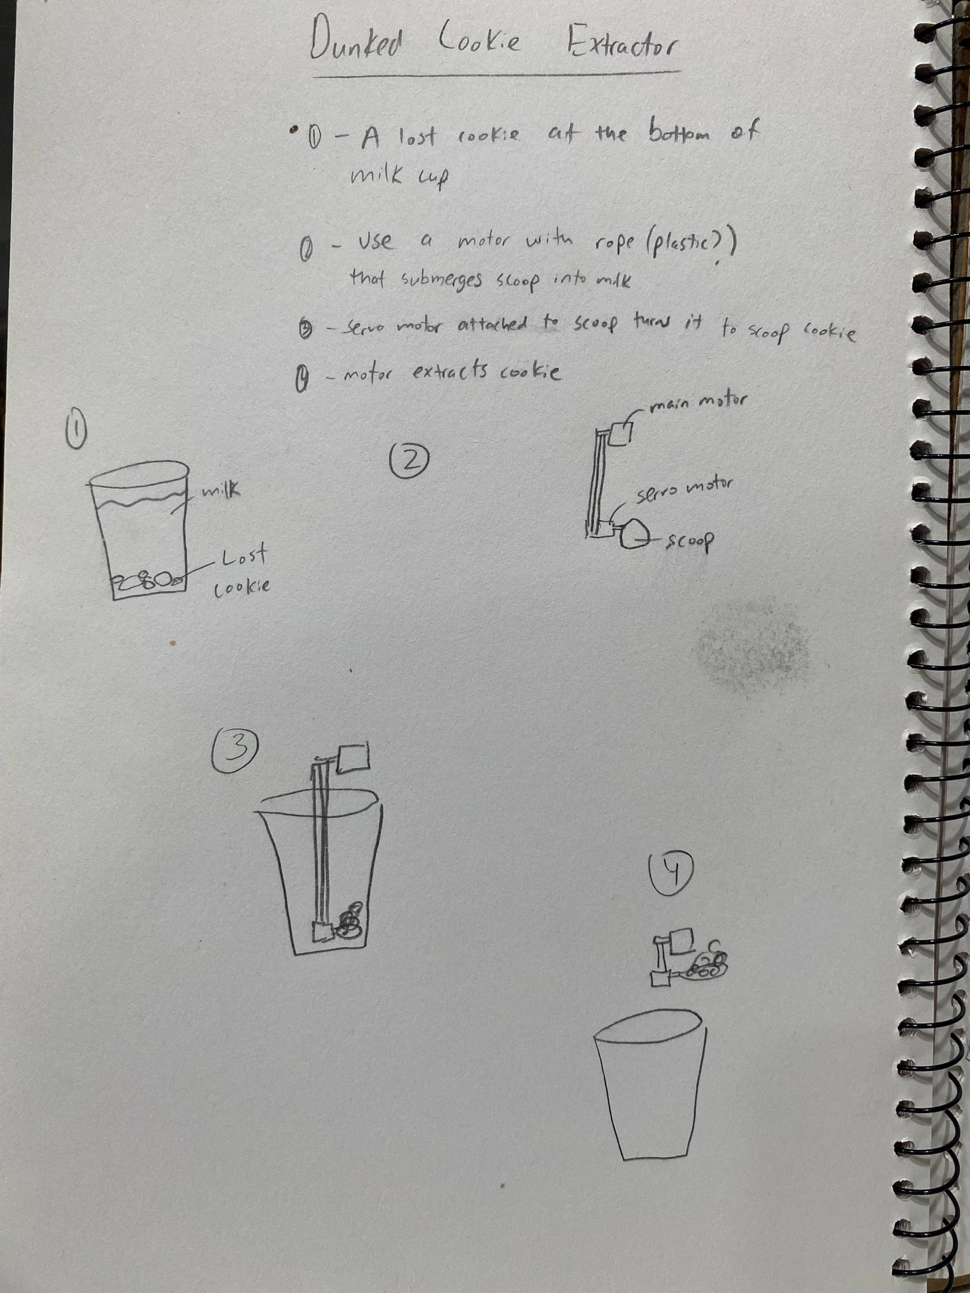 Dunked Cookie Extractor
① - A lost cookie at the bottom of
milk cup
- Use a motor with rope (plastic?)
that submerges scoop into milk
③ - servo motor attached to scoop turns it to scoop cookie
④ - motor extracts cookie
①
milk
Lost
cookie
②
main motor
servo motor
scoop
③
④